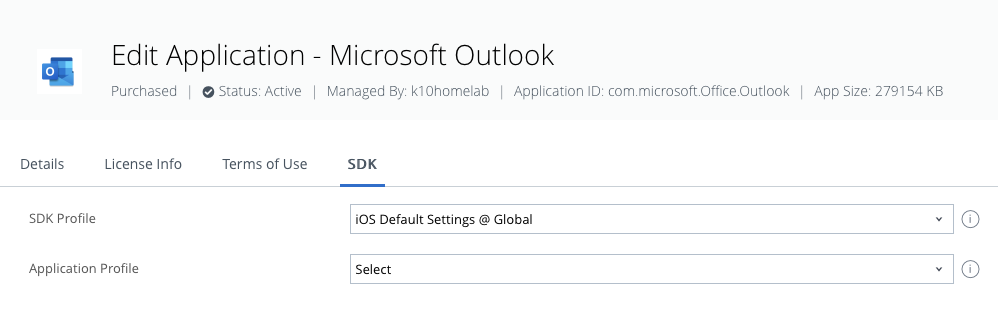 Edit Application - Microsoft Outlook
Purchased | Status: Active | Managed By: k10homelab | Application ID: com.microsoft.Office.Outlook | App Size: 279154 KB
Details License Info Terms of Use SDK
SDK Profile iOS Default Settings @ Global
Application Profile Select